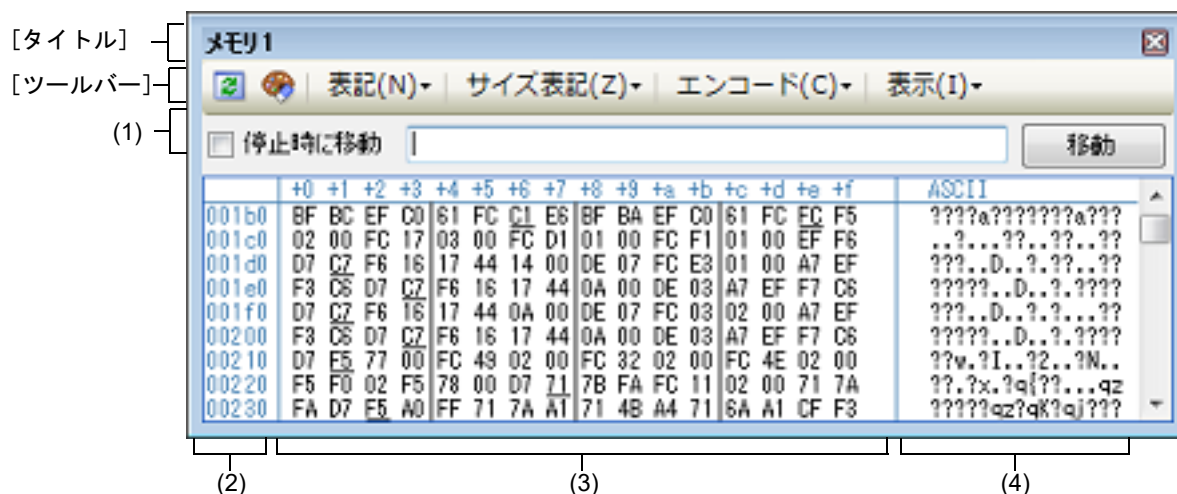 [タイトル]
メモリ1
[ツールバー]
表記(N)
サイズ表記(Z)
エンコード(C)
表示(I)
(1)
停止時に移動
移動
+0 +1 +2 +3 +4 +5 +6 +7 +8 +9 +a +b +c +d +e +f ASCII
001b0 BF BC EF C0 61 FC C1 E6 BF BA EF C0 61 FC FC F5 ????a???????a???
001c0 02 00 FC 17 03 00 FC D1 01 00 FC F1 01 00 EF F6 ..?...??..??..??
001d0 D7 C7 F6 16 17 44 14 00 DE 07 FC E3 01 00 A7 EF ???..D..?.??..??
001e0 F3 C6 D7 C7 F6 16 17 44 0A 00 DE 03 A7 EF F7 C6 ?????..D..?.????
001f0 D7 C7 F6 16 17 44 0A 00 DE 07 FC 03 02 00 A7 EF ???..D..?.?...??
00200 F3 C6 D7 C7 F6 16 17 44 0A 00 DE 03 A7 EF F7 C6 ?????..D..?.????
00210 D7 F5 77 00 FC 49 02 00 FC 32 02 00 FC 4E 02 00 ??w.?I..?2..?N..
00220 F5 F0 02 F5 78 00 D7 71 7B FA FC 11 02 00 71 7A ??.?x.?q{??...qz
00230 FA D7 E5 A0 FF 71 7A A1 71 4B A4 71 6A A1 CF F3 ?????qz?qK?qj???
(2)
(3)
(4)